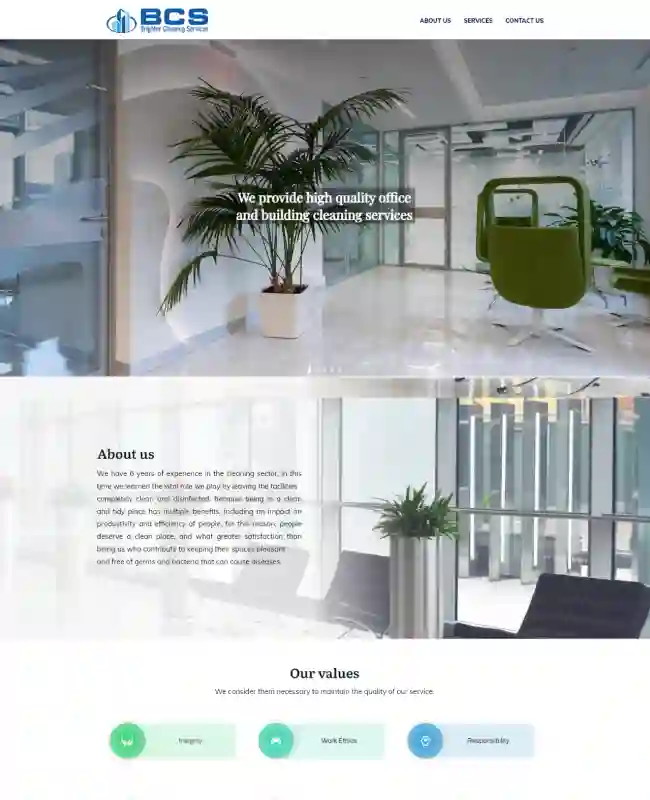 BCS
Brighter Cleaning Services
ABOUT US SERVICES CONTACT US
We provide high quality office
and building cleaning services
About us
We have 6 years of experience in the cleaning sector, in this
time we learned the vital role we play by leaving the facilities
completely clean and disinfected. Because being in a clean
and tidy place has multiple benefits, including its impact on
productivity and efficiency of people, for this reason, people
deserve a clean place, and what greater satisfaction than
being us who contribute to keeping their spaces pleasant
and free of germs and bacteria that can cause diseases.
Our values
We consider them necessary to maintain the quality of our service.
Integrity
Work Ethics
Responsibility